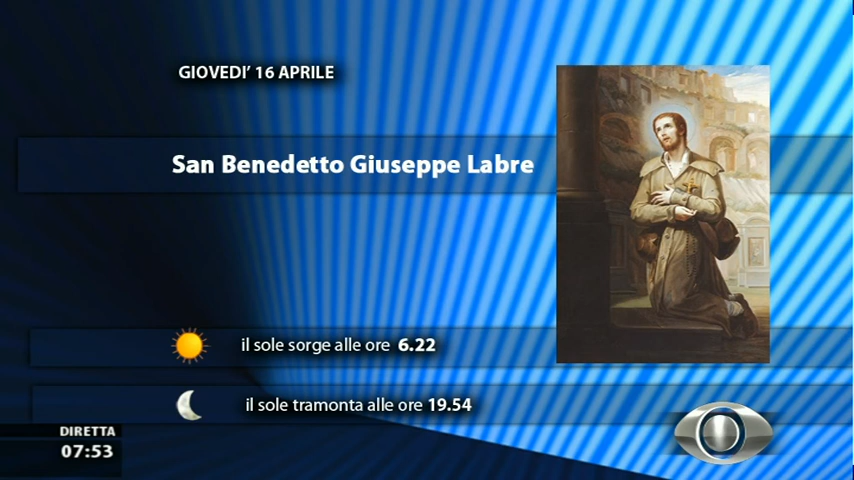 GIOVEDI’ 16 APRILE
San Benedetto Giuseppe Labre
il sole sorge alle ore 6.22
il sole tramonta alle ore 19.54
DIRETTA
07:53